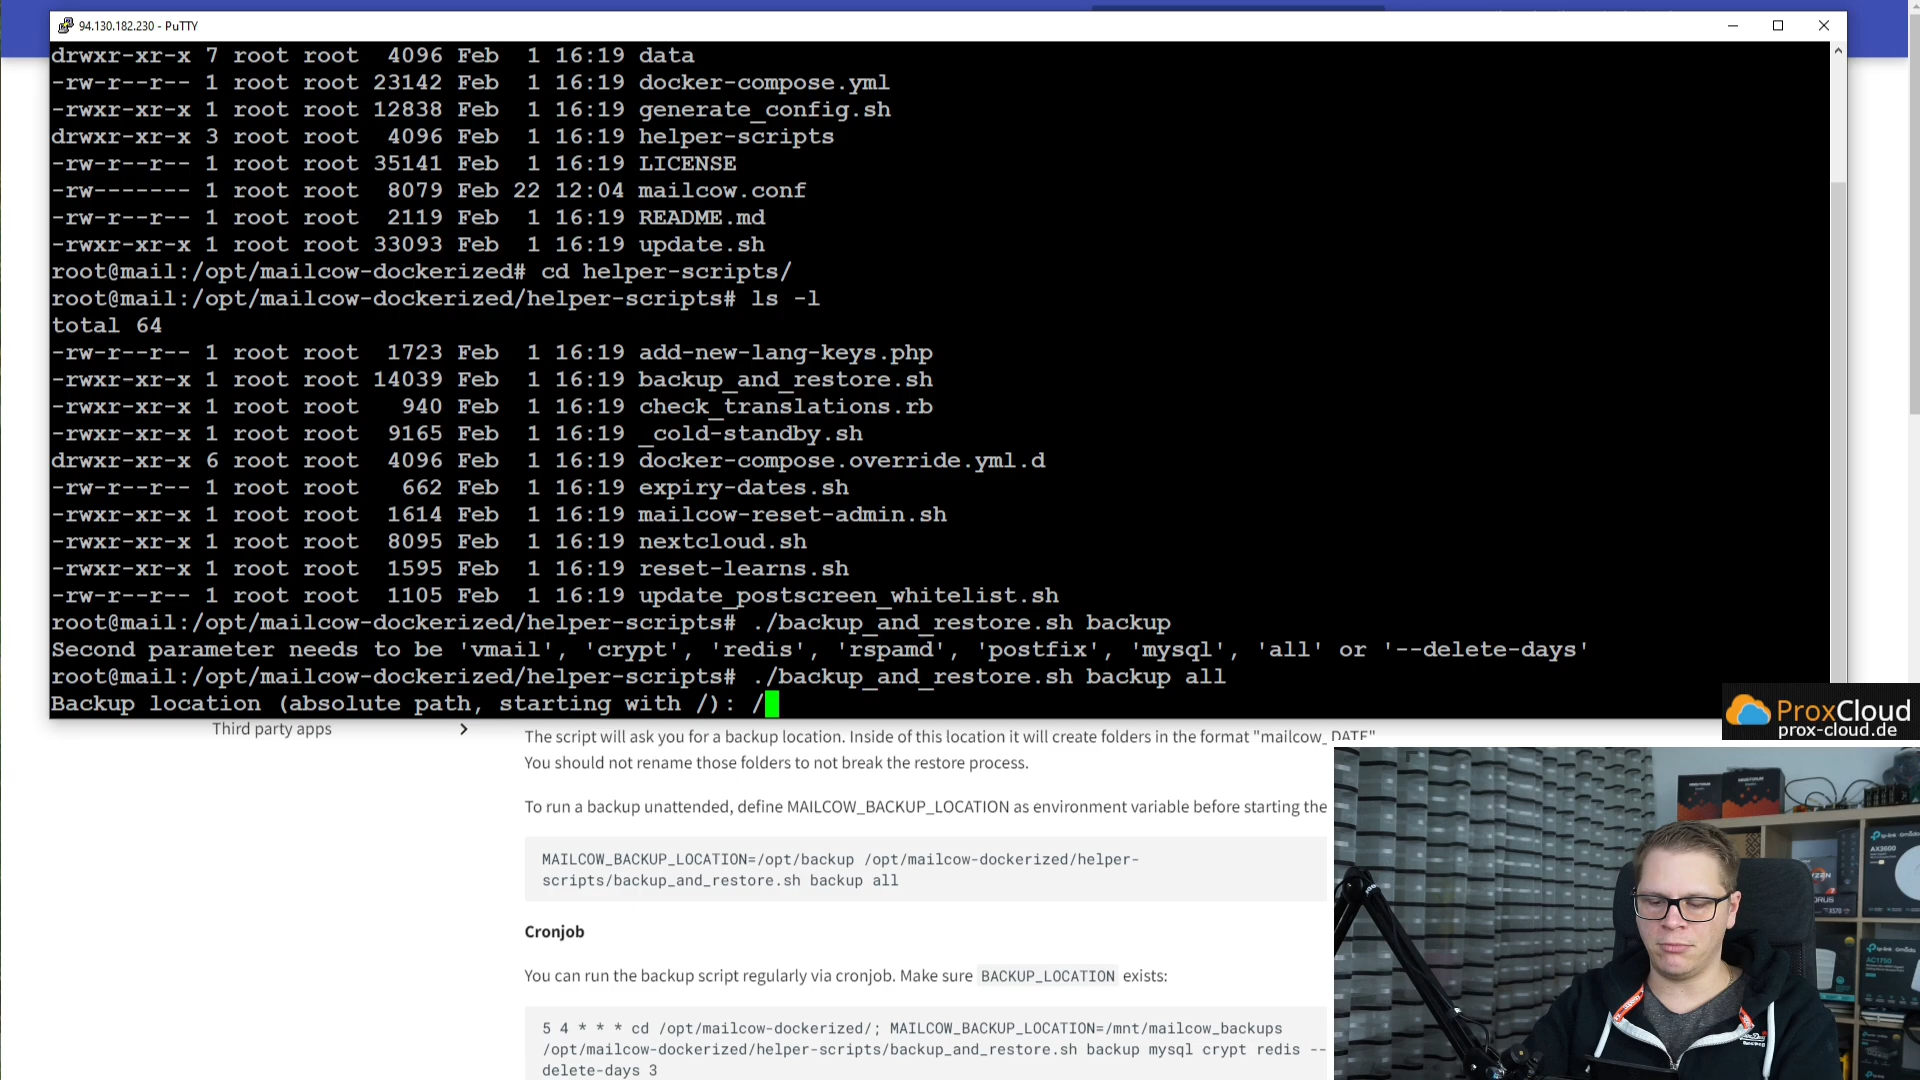 94.130.182.230 - PuTTY
drwxr-xr-x 7 root root  4096 Feb  1 16:19 data
-rw-r--r-- 1 root root 23142 Feb  1 16:19 docker-compose.yml
-rwxr-xr-x 1 root root 12838 Feb  1 16:19 generate_config.sh
drwxr-xr-x 3 root root  4096 Feb  1 16:19 helper-scripts
-rw-r--r-- 1 root root 35141 Feb  1 16:19 LICENSE
-rw------- 1 root root  8079 Feb 22 12:04 mailcow.conf
-rw-r--r-- 1 root root  2119 Feb  1 16:19 README.md
-rwxr-xr-x 1 root root 33093 Feb  1 16:19 update.sh
root@mail:/opt/mailcow-dockerized# cd helper-scripts/
root@mail:/opt/mailcow-dockerized/helper-scripts# ls -l
total 64
-rw-r--r-- 1 root root  1723 Feb  1 16:19 add-new-lang-keys.php
-rwxr-xr-x 1 root root 14039 Feb  1 16:19 backup_and_restore.sh
-rwxr-xr-x 1 root root   940 Feb  1 16:19 check_translations.rb
-rwxr-xr-x 1 root root  9165 Feb  1 16:19 _cold-standby.sh
drwxr-xr-x 6 root root  4096 Feb  1 16:19 docker-compose.override.yml.d
-rw-r--r-- 1 root root   662 Feb  1 16:19 expiry-dates.sh
-rwxr-xr-x 1 root root  1614 Feb  1 16:19 mailcow-reset-admin.sh
-rwxr-xr-x 1 root root  8095 Feb  1 16:19 nextcloud.sh
-rwxr-xr-x 1 root root  1595 Feb  1 16:19 reset-learns.sh
-rw-r--r-- 1 root root  1105 Feb  1 16:19 update_postscreen_whitelist.sh
root@mail:/opt/mailcow-dockerized/helper-scripts# ./backup_and_restore.sh backup
Second parameter needs to be 'vmail', 'crypt', 'redis', 'rspamd', 'postfix', 'mysql', 'all' or '--delete-days'
root@mail:/opt/mailcow-dockerized/helper-scripts# ./backup_and_restore.sh backup all
Backup location (absolute path, starting with /): /
ProxCloud
prox-cloud.de
Third party apps
The script will ask you for a backup location. Inside of this location it will create folders in the format "mailcow_DATE".
You should not rename those folders to not break the restore process.
To run a backup unattended, define MAILCOW_BACKUP_LOCATION as environment variable before starting the
MAILCOW_BACKUP_LOCATION=/opt/backup /opt/mailcow-dockerized/helper-
scripts/backup_and_restore.sh backup all
Cronjob
You can run the backup script regularly via cronjob. Make sure BACKUP_LOCATION exists:
5 4 * * * cd /opt/mailcow-dockerized/; MAILCOW_BACKUP_LOCATION=/mnt/mailcow_backups
/opt/mailcow-dockerized/helper-scripts/backup_and_restore.sh backup mysql crypt redis --
delete-days 3
tp-link
AX3600
AC1750